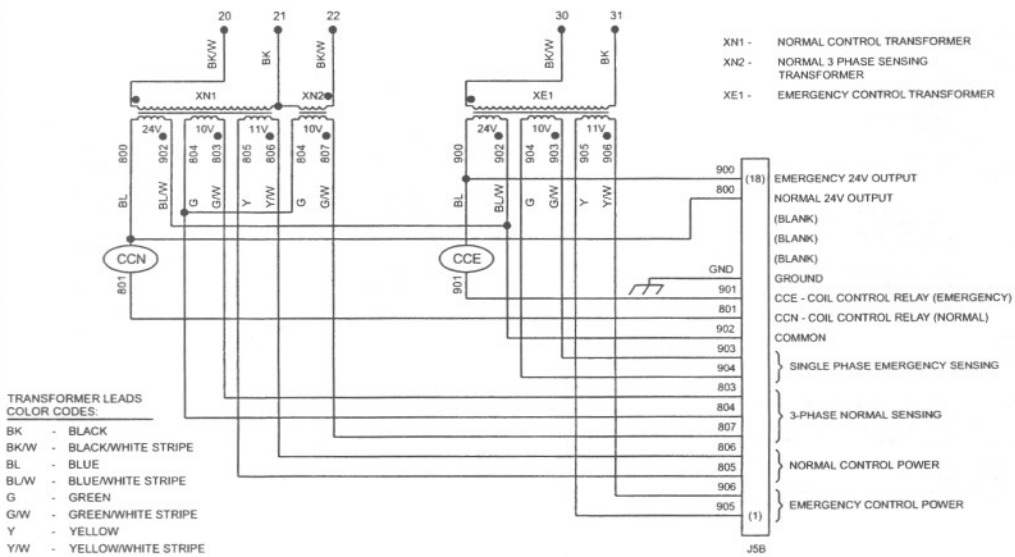 20 21 22 30 31
BK/W BK BK/W BK/W BK
XN1 - NORMAL CONTROL TRANSFORMER
XN2 - NORMAL 3 PHASE SENSING
TRANSFORMER
XE1 - EMERGENCY CONTROL TRANSFORMER
XN1 XN2 XE1
24V 10V 11V 10V 24V 10V 11V
800 902 804 803 805 806 804 807 900 902 904 903 905 906
BL BL/W G G/W Y Y/W G G/W BL BL/W G G/W Y Y/W
CCN CCE
801 901
900 (18) EMERGENCY 24V OUTPUT
800 NORMAL 24V OUTPUT
(BLANK)
(BLANK)
(BLANK)
GND GROUND
901 CCE - COIL CONTROL RELAY (EMERGENCY)
801 CCN - COIL CONTROL RELAY (NORMAL)
902 COMMON
903
904
SINGLE PHASE EMERGENCY SENSING
803
804
807
3-PHASE NORMAL SENSING
806
805
NORMAL CONTROL POWER
906
905 (1)
EMERGENCY CONTROL POWER
J5B
TRANSFORMER LEADS
COLOR CODES:
BK - BLACK
BK/W - BLACK/WHITE STRIPE
BL - BLUE
BL/W - BLUE/WHITE STRIPE
G - GREEN
G/W - GREEN/WHITE STRIPE
Y - YELLOW
Y/W - YELLOW/WHITE STRIPE